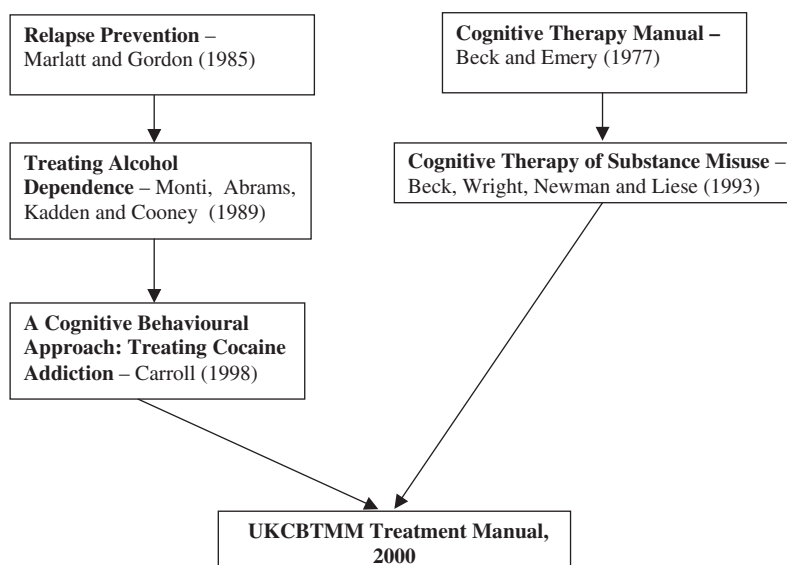 Relapse Prevention –
Marlatt and Gordon (1985)
Cognitive Therapy Manual –
Beck and Emery (1977)
Treating Alcohol
Dependence – Monti, Abrams,
Kadden and Cooney (1989)
Cognitive Therapy of Substance Misuse –
Beck, Wright, Newman and Liese (1993)
A Cognitive Behavioural
Approach: Treating Cocaine
Addiction – Carroll (1998)
UKCBTMM Treatment Manual,
2000